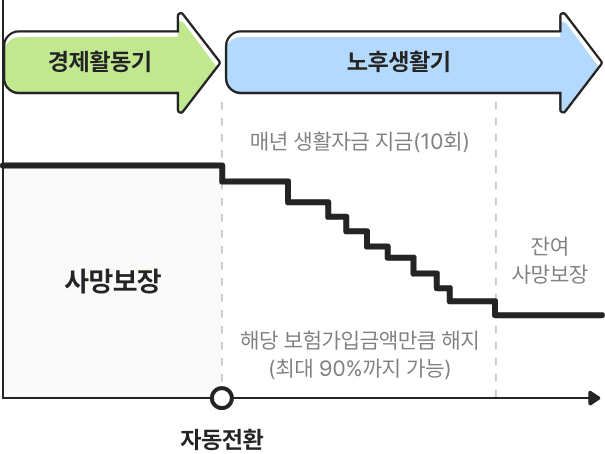 경제활동기
노후생활기
매년 생활자금 지금(10회)
사망보장
잔여
사망보장
해당 보험가입금액만큼 해지
(최대 90%까지 가능)
자동전환